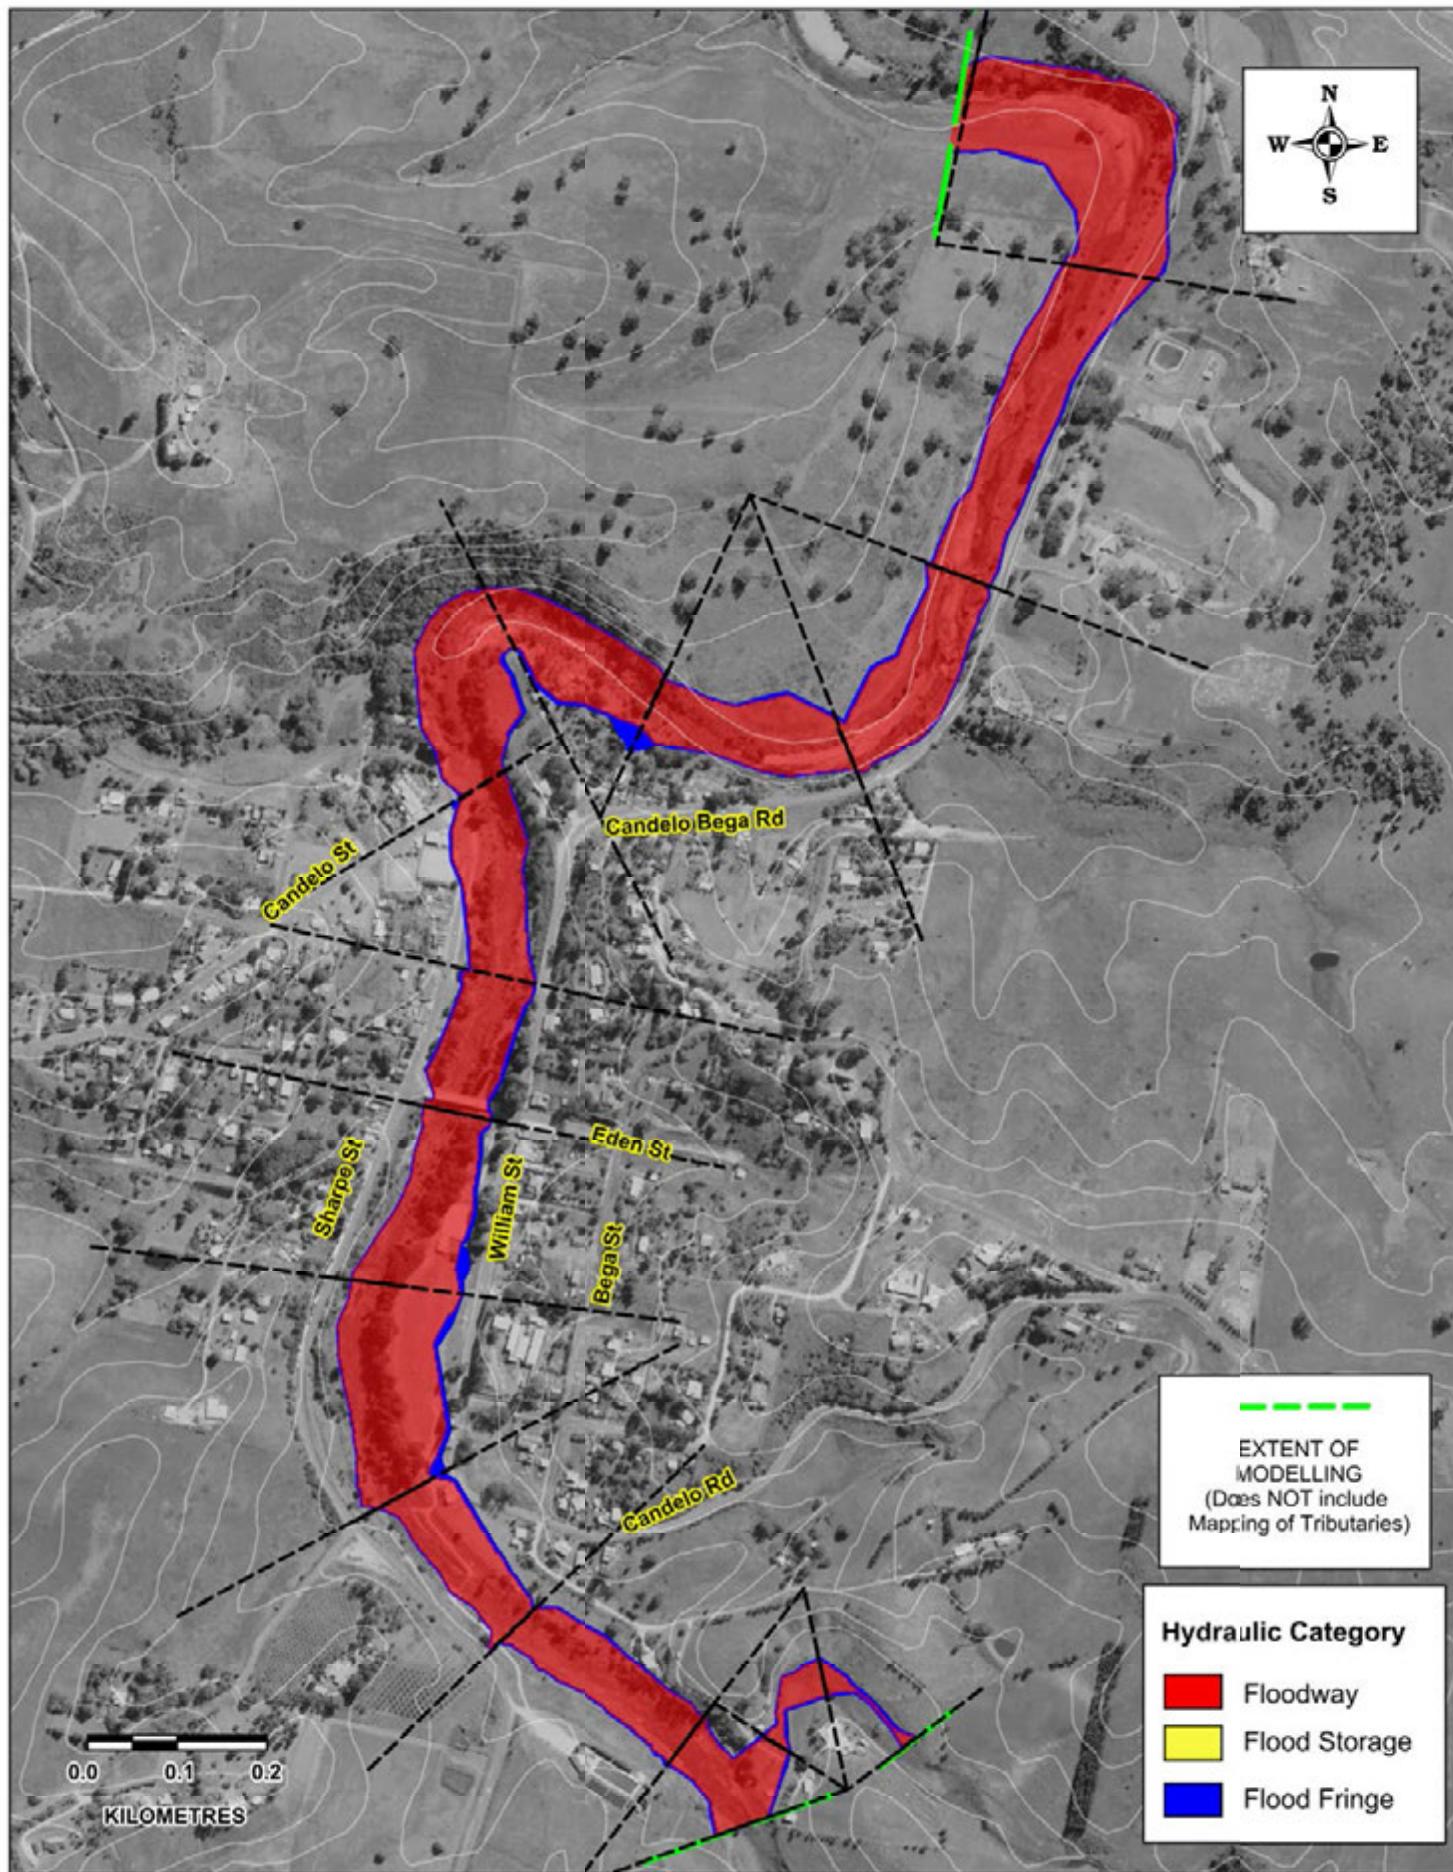 N
W E
S
Candelo Bega Rd
Candelo St
Eden St
Sharpe St
William St
Bega St
Candelo Rd
EXTENT OF
MODELLING
(Does NOT include
Mapping of Tributaries)
Hydraulic Category
Floodway
Flood Storage
Flood Fringe
0.0 0.1 0.2
KILOMETRES